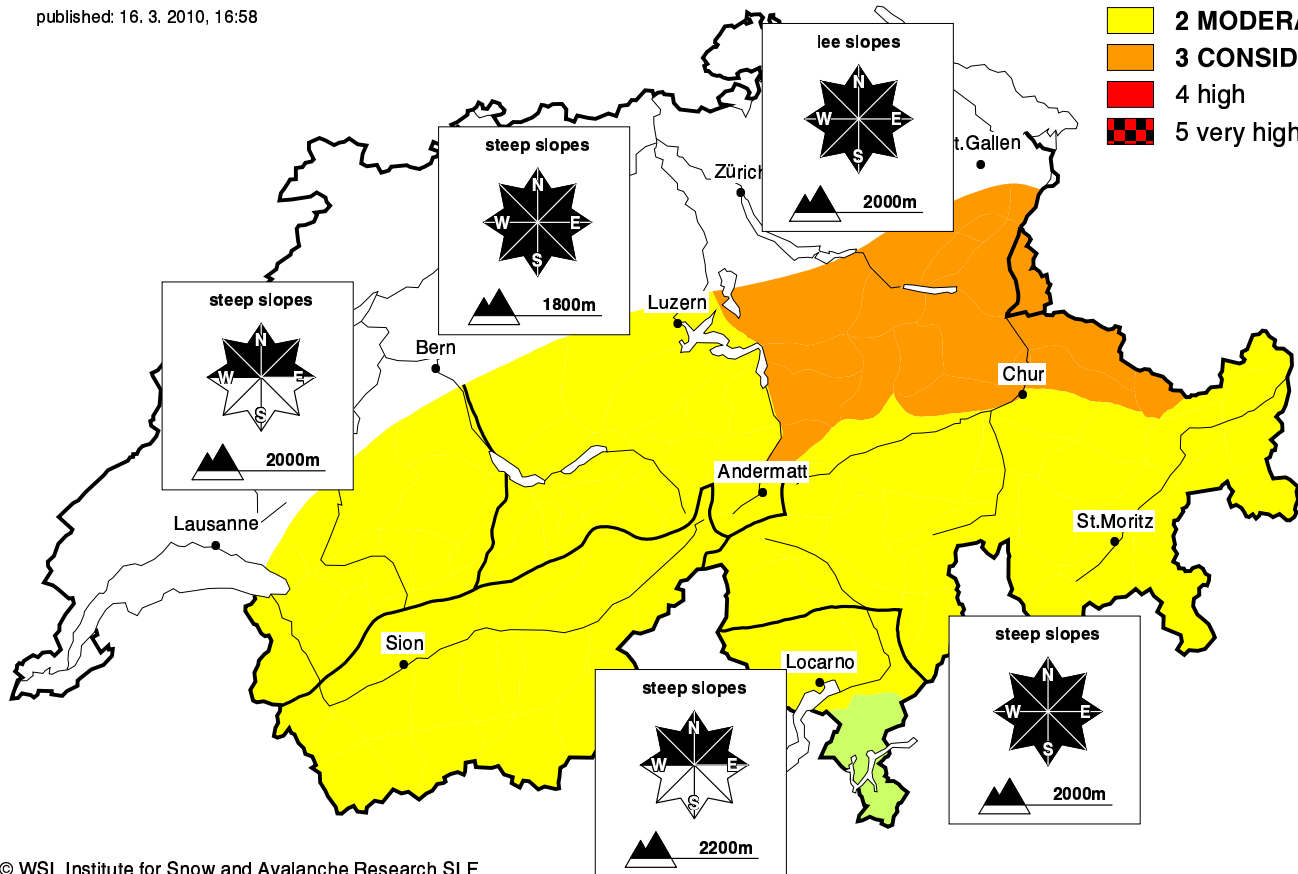 published: 16. 3. 2010, 16:58
2 MODERA
3 CONSID
4 high
5 very high
lee slopes
N
W E
S
2000m
t.Gallen
steep slopes
N
W E
S
1800m
Zürich
steep slopes
N
W E
S
2000m
Luzern
Bern
Chur
Andermatt
Lausanne
St.Moritz
Sion
Locarno
steep slopes
N
W E
S
2200m
steep slopes
N
W E
S
2000m
© WSL Institute for Snow and Avalanche Research SLF